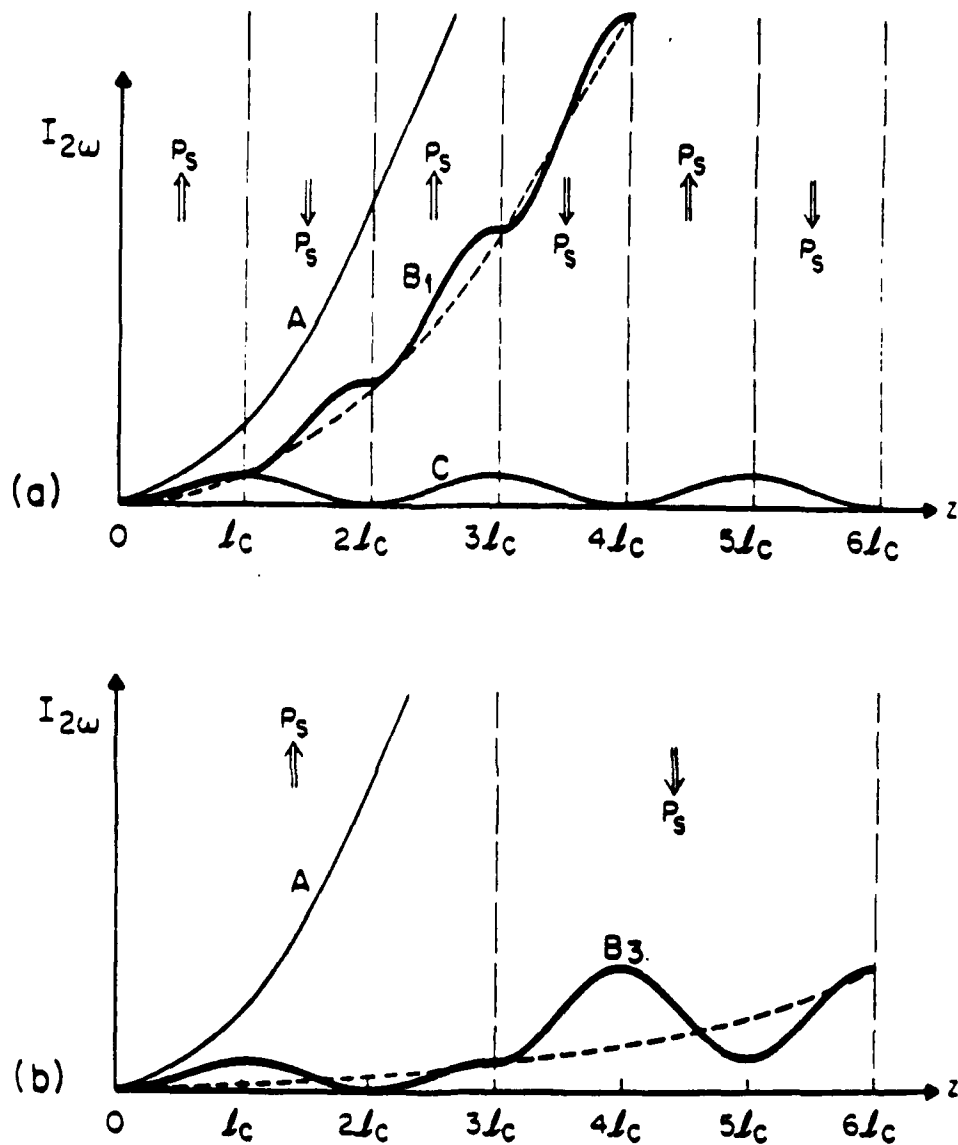 I2ω
Ps Ps Ps
Ps Ps Ps
A B1
C
(a)
0 lc 2lc 3lc 4lc 5lc 6lc z
I2ω
Ps
Ps
A
B3
(b)
0 lc 2lc 3lc 4lc 5lc 6lc z